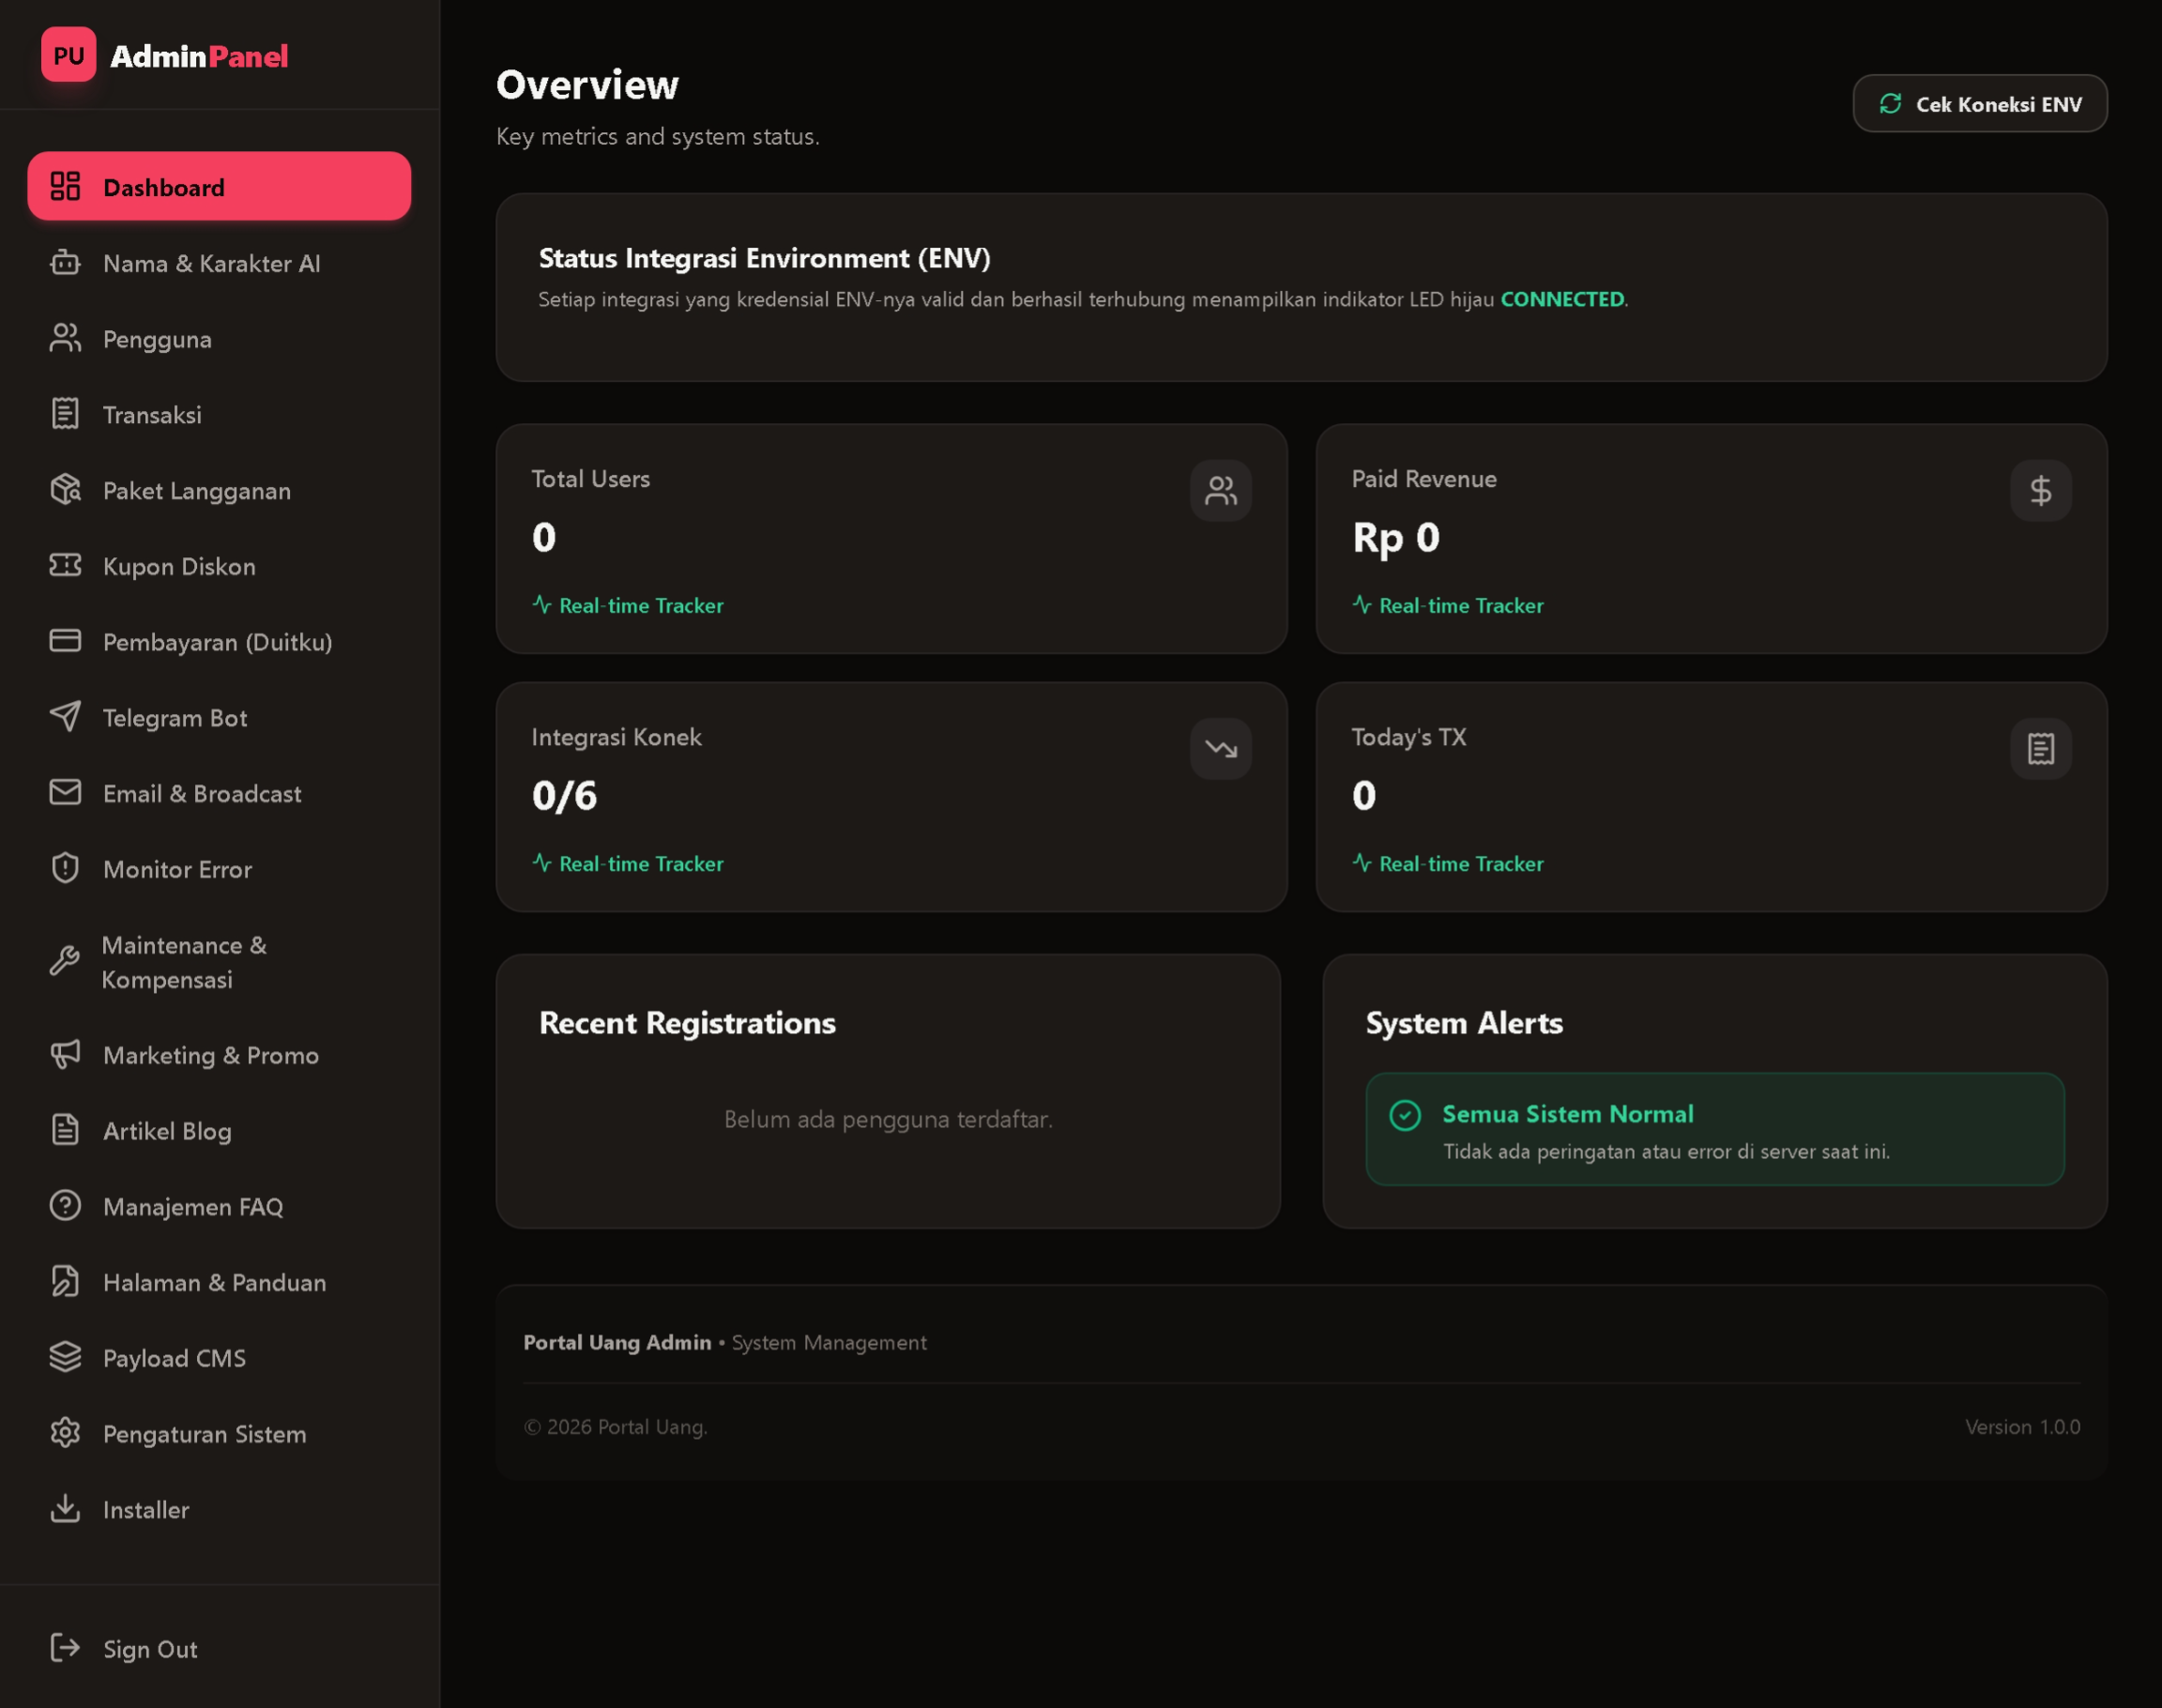 PU AdminPanel
Dashboard
Nama & Karakter AI
Pengguna
Transaksi
Paket Langganan
Kupon Diskon
Pembayaran (Duitku)
Telegram Bot
Email & Broadcast
Monitor Error
Maintenance &
Kompensasi
Marketing & Promo
Artikel Blog
Manajemen FAQ
Halaman & Panduan
Payload CMS
Pengaturan Sistem
Installer
Sign Out
Overview
Key metrics and system status.
Cek Koneksi ENV
Status Integrasi Environment (ENV)
Setiap integrasi yang kredensial ENV-nya valid dan berhasil terhubung menampilkan indikator LED hijau CONNECTED.
Total Users
0
Real-time Tracker
Paid Revenue
Rp 0
Real-time Tracker
Integrasi Konek
0/6
Real-time Tracker
Today's TX
0
Real-time Tracker
Recent Registrations
Belum ada pengguna terdaftar.
System Alerts
Semua Sistem Normal
Tidak ada peringatan atau error di server saat ini.
Portal Uang Admin • System Management
© 2026 Portal Uang.
Version 1.0.0